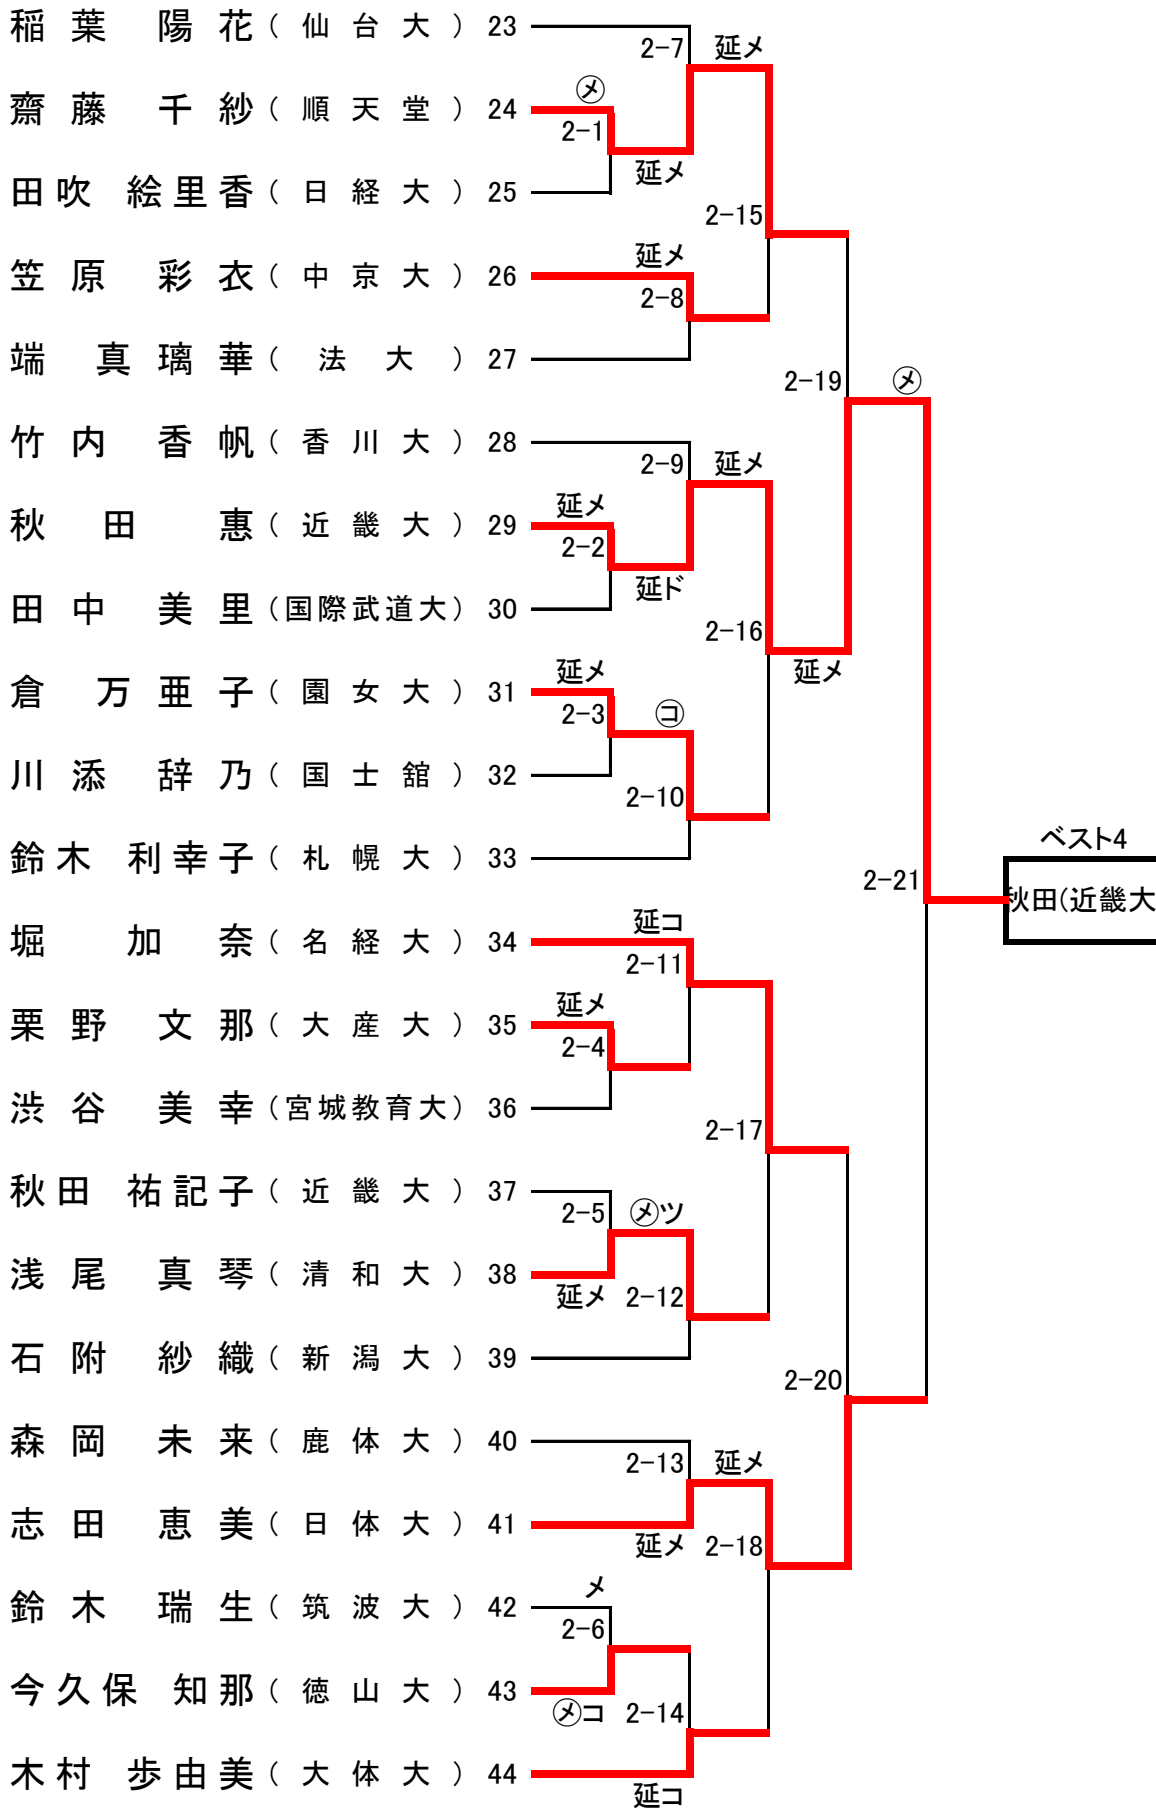 稲葉 陽花 (仙台大) 23
2-7 延メ
齋藤 千紗 (順天堂) 24
㋱
2-1
延メ
田吹 絵里香 (日経大) 25
2-15
笠原 彩衣 (中京大) 26
延メ
2-8
端 真璃華 (法大) 27
2-19 ㋱
竹内 香帆 (香川大) 28
2-9 延メ
秋田 惠 (近畿大) 29
延メ
2-2
延ド
田中 美里 (国際武道大) 30
2-16
延メ
倉 万亜子 (園女大) 31
延メ
2-3 ㋙
川添 辞乃 (国士舘) 32
2-10
鈴木 利幸子 (札幌大) 33
ベスト4
2-21
秋田(近畿大
堀 加奈 (名経大) 34
延コ
2-11
栗野 文那 (大産大) 35
延メ
2-4
渋谷 美幸 (宮城教育大) 36
2-17
秋田 祐記子 (近畿大) 37
2-5 ㋱ツ
浅尾 真琴 (清和大) 38
延メ 2-12
石附 紗織 (新潟大) 39
2-20
森岡 未来 (鹿体大) 40
2-13 延メ
志田 恵美 (日体大) 41
延メ 2-18
鈴木 瑞生 (筑波大) 42
メ
2-6
今久保 知那 (徳山大) 43
㋱コ 2-14
木村 歩由美 (大体大) 44
延コ